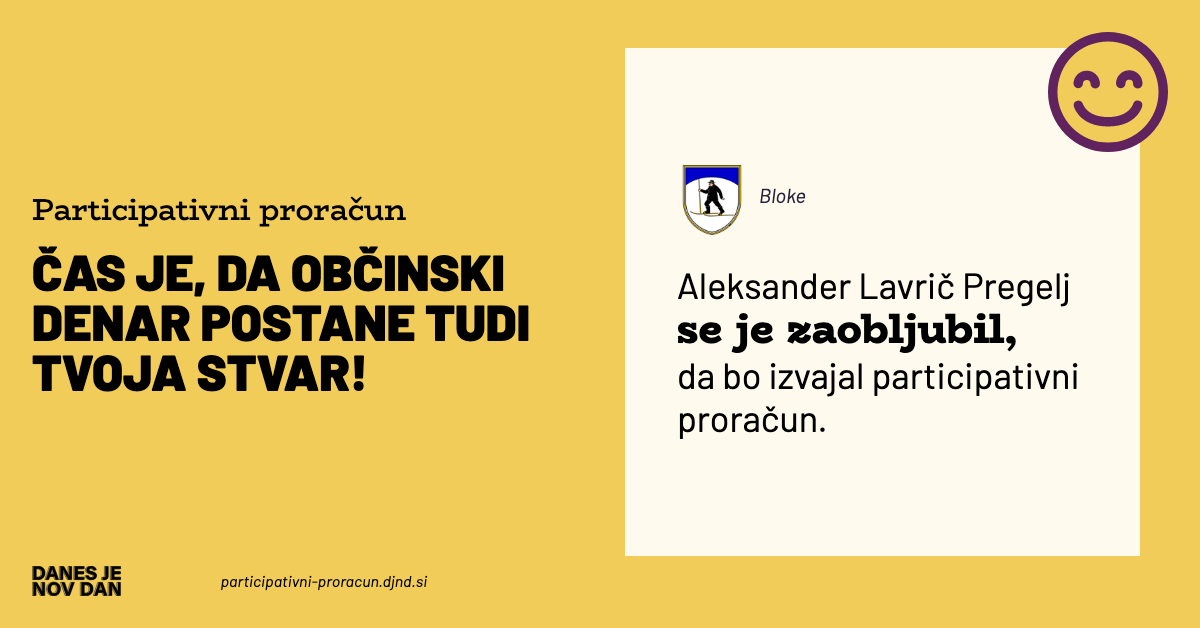 Participativni proračun
ČAS JE, DA OBČINSKI
DENAR POSTANE TUDI
TVOJA STVAR!
DANES JE
NOV DAN
participativni-proracun.djnd.si
Bloke
Aleksander Lavrič Pregelj
se je zaobljubil,
da bo izvajal participativni
proračun.